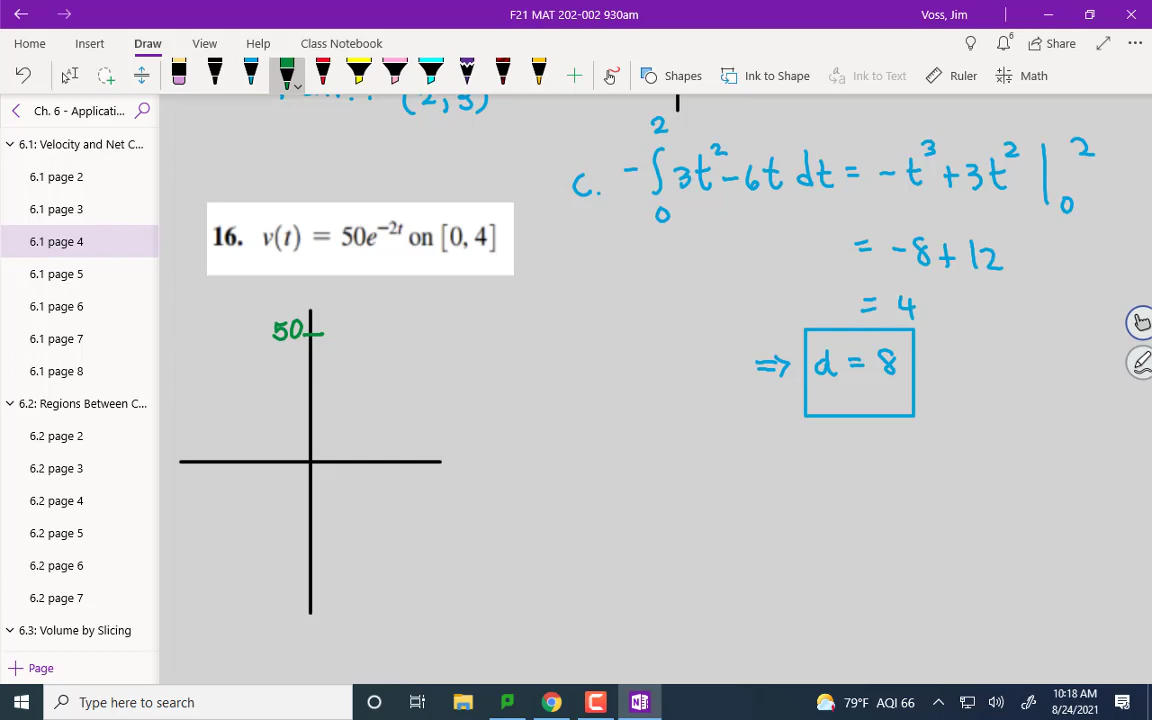 F21 MAT 202-002 930am
Voss, Jim
Home Insert Draw View Help Class Notebook
6
Share
Shapes
Ink to Shape
Ink to Text
Ruler
Math
Ch. 6 - Applicati...
6.1: Velocity and Net C...
6.1 page 2
6.1 page 3
6.1 page 4
6.1 page 5
6.1 page 6
6.1 page 7
6.1 page 8
6.2: Regions Between C...
6.2 page 2
6.2 page 3
6.2 page 4
6.2 page 5
6.2 page 6
6.2 page 7
6.3: Volume by Slicing
Page
(2, 5)
c. -∫₀² 3t² - 6t dt = -t³ + 3t² |₀²
= -8 + 12
= 4
⇒ d = 8
16. v(t) = 50e⁻²ᵗ on [0, 4]
50
Type here to search
79°F AQI 66
10:18 AM
8/24/2021